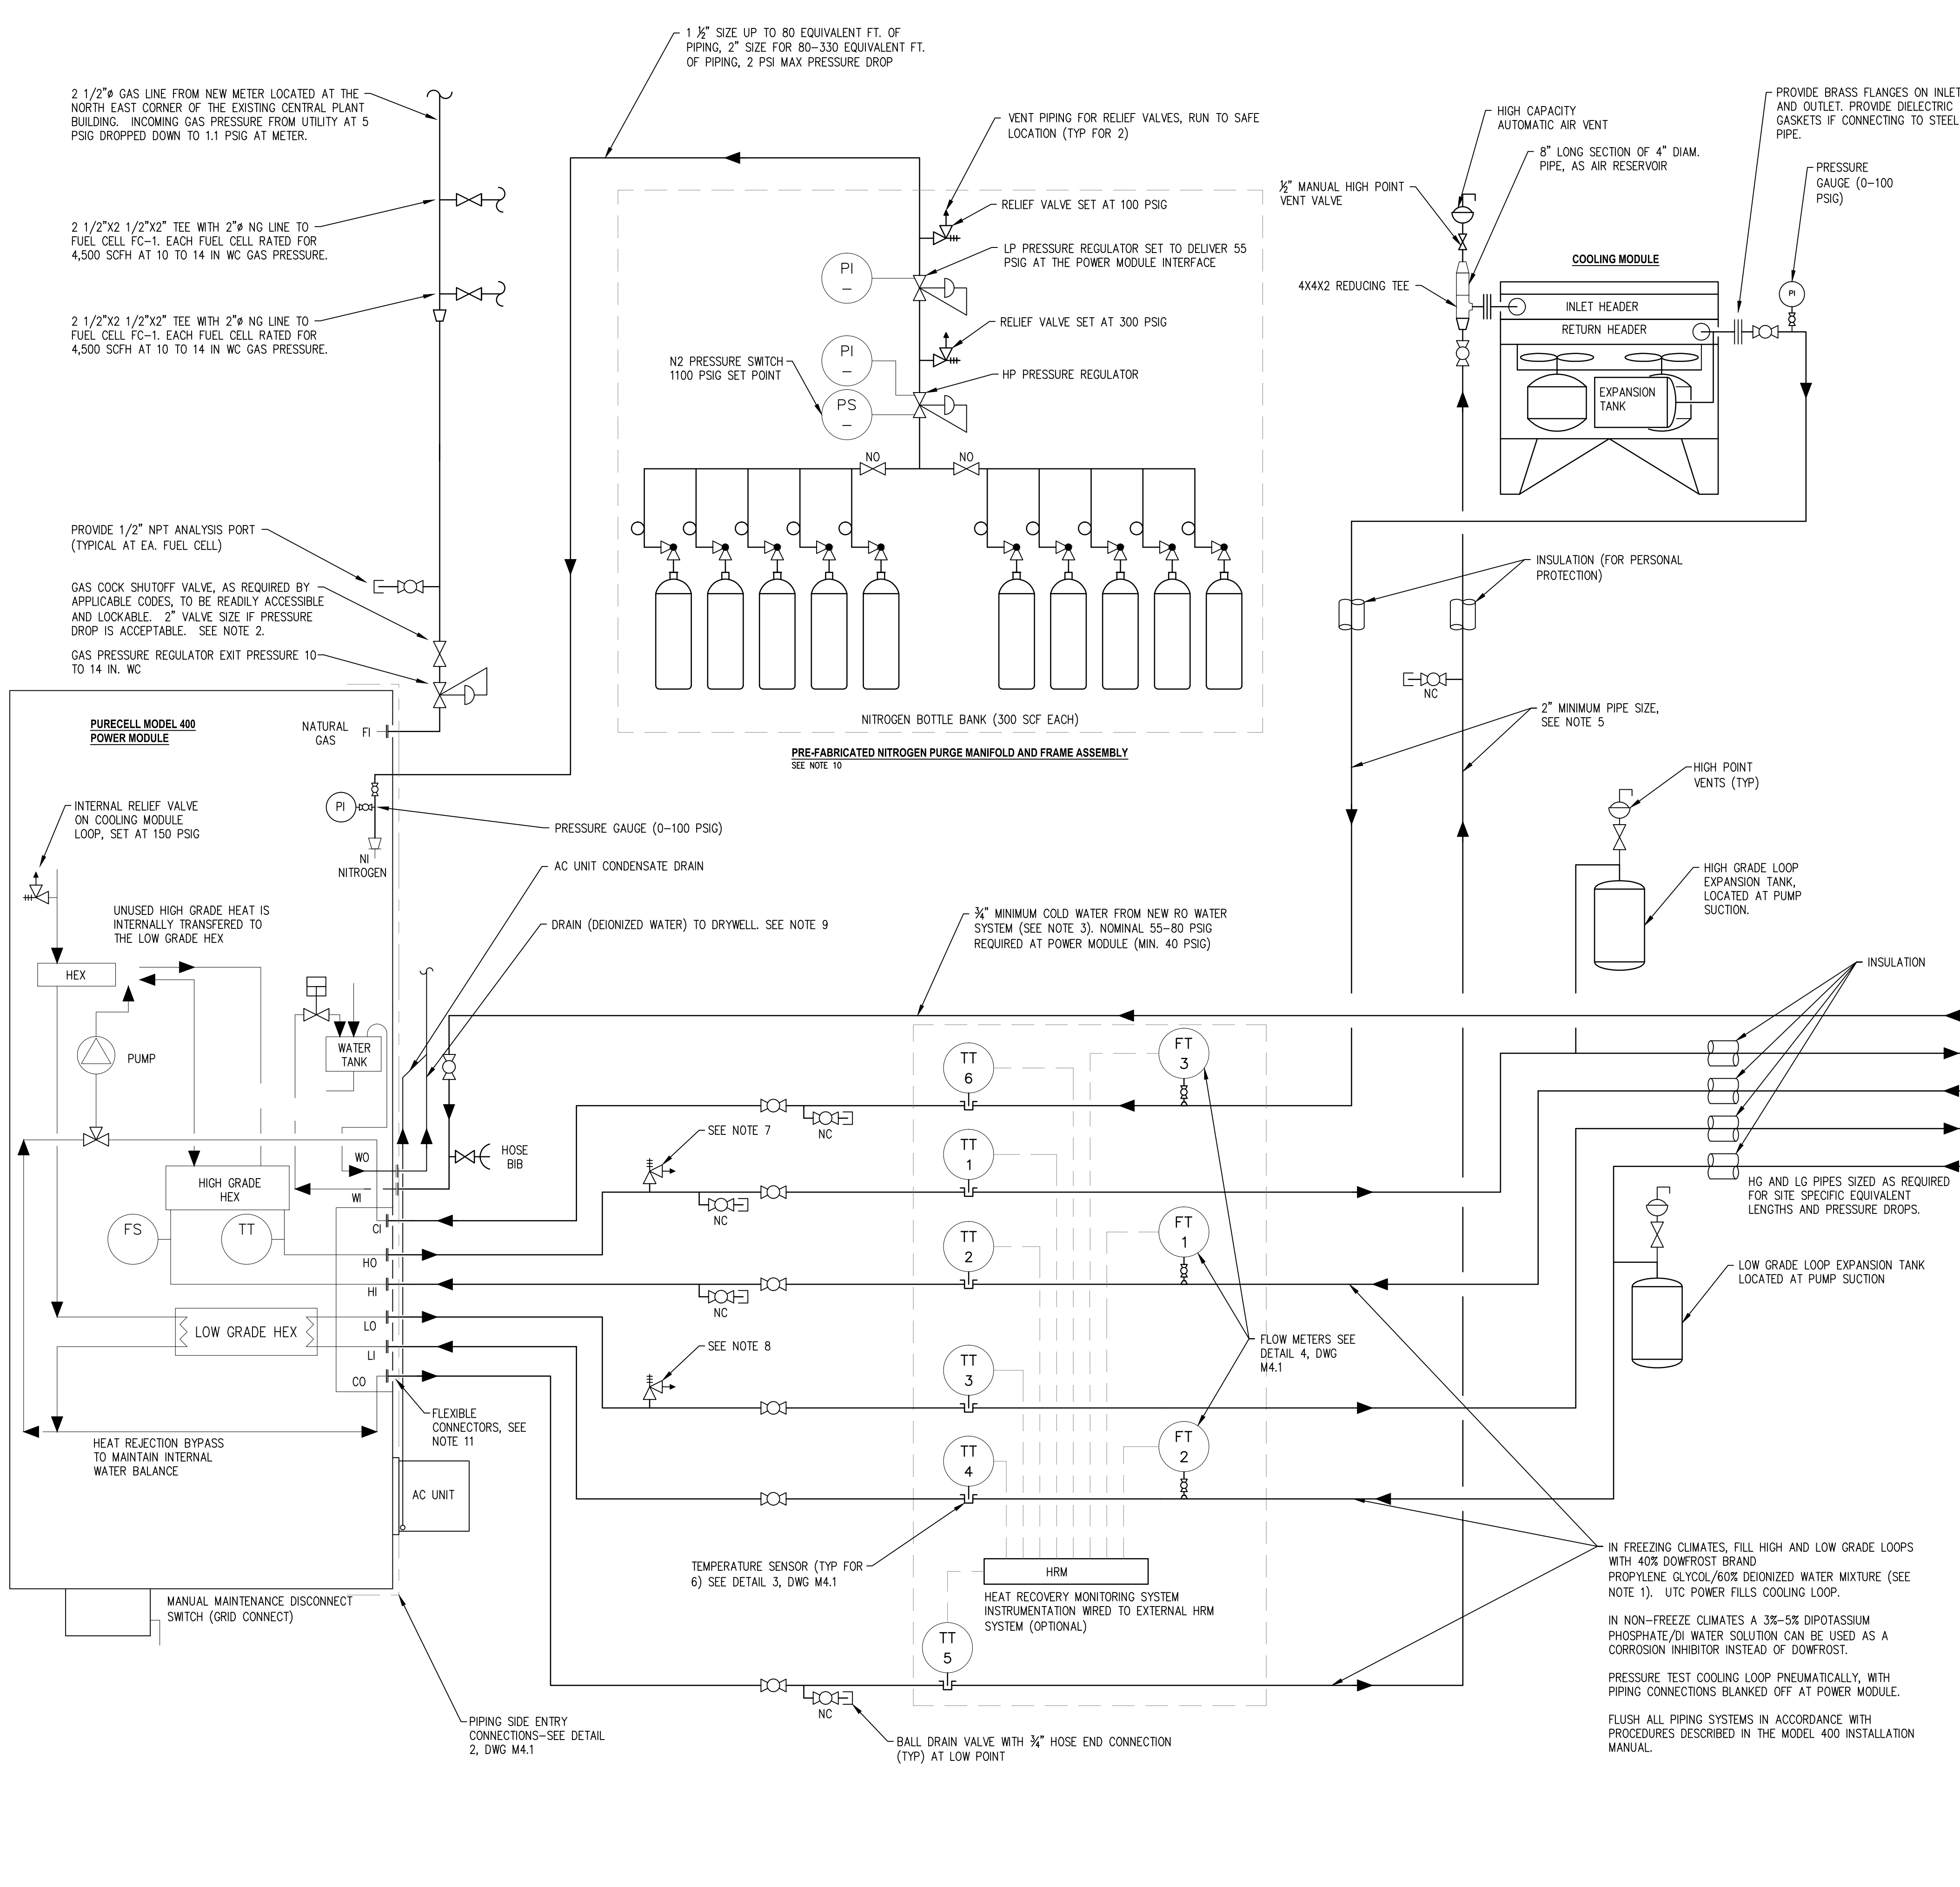 1 ½” SIZE UP TO 80 EQUIVALENT FT. OF
PIPING, 2” SIZE FOR 80–330 EQUIVALENT FT.
OF PIPING, 2 PSI MAX PRESSURE DROP
2 1/2”ø GAS LINE FROM NEW METER LOCATED AT THE
NORTH EAST CORNER OF THE EXISTING CENTRAL PLANT
BUILDING. INCOMING GAS PRESSURE FROM UTILITY AT 5
PSIG DROPPED DOWN TO 1.1 PSIG AT METER.
2 1/2”X2 1/2”X2” TEE WITH 2”ø NG LINE TO
FUEL CELL FC–1. EACH FUEL CELL RATED FOR
4,500 SCFH AT 10 TO 14 IN WC GAS PRESSURE.
2 1/2”X2 1/2”X2” TEE WITH 2”ø NG LINE TO
FUEL CELL FC–1. EACH FUEL CELL RATED FOR
4,500 SCFH AT 10 TO 14 IN WC GAS PRESSURE.
PROVIDE 1/2” NPT ANALYSIS PORT
(TYPICAL AT EA. FUEL CELL)
GAS COCK SHUTOFF VALVE, AS REQUIRED BY
APPLICABLE CODES, TO BE READILY ACCESSIBLE
AND LOCKABLE. 2” VALVE SIZE IF PRESSURE
DROP IS ACCEPTABLE. SEE NOTE 2.
GAS PRESSURE REGULATOR EXIT PRESSURE 10
TO 14 IN. WC
VENT PIPING FOR RELIEF VALVES, RUN TO SAFE
LOCATION (TYP FOR 2)
RELIEF VALVE SET AT 100 PSIG
LP PRESSURE REGULATOR SET TO DELIVER 55
PSIG AT THE POWER MODULE INTERFACE
PI
–
RELIEF VALVE SET AT 300 PSIG
N2 PRESSURE SWITCH
1100 PSIG SET POINT
PI
–
HP PRESSURE REGULATOR
PS
–
NO
NO
NITROGEN BOTTLE BANK (300 SCF EACH)
PRE-FABRICATED NITROGEN PURGE MANIFOLD AND FRAME ASSEMBLY
SEE NOTE 10
PROVIDE BRASS FLANGES ON INLET
AND OUTLET. PROVIDE DIELECTRIC
GASKETS IF CONNECTING TO STEEL
PIPE.
HIGH CAPACITY
AUTOMATIC AIR VENT
8” LONG SECTION OF 4” DIAM.
PIPE, AS AIR RESERVOIR
PRESSURE
GAUGE (0–100
PSIG)
½” MANUAL HIGH POINT
VENT VALVE
COOLING MODULE
4X4X2 REDUCING TEE
PI
INLET HEADER
RETURN HEADER
EXPANSION
TANK
INSULATION (FOR PERSONAL
PROTECTION)
NC
2” MINIMUM PIPE SIZE,
SEE NOTE 5
HIGH POINT
VENTS (TYP)
HIGH GRADE LOOP
EXPANSION TANK,
LOCATED AT PUMP
SUCTION.
INSULATION
PURECELL MODEL 400
POWER MODULE
NATURAL
GAS
FI
PI
NI
NITROGEN
PRESSURE GAUGE (0–100 PSIG)
INTERNAL RELIEF VALVE
ON COOLING MODULE
LOOP, SET AT 150 PSIG
AC UNIT CONDENSATE DRAIN
UNUSED HIGH GRADE HEAT IS
INTERNALLY TRANSFERED TO
THE LOW GRADE HEX
DRAIN (DEIONIZED WATER) TO DRYWELL. SEE NOTE 9
¾” MINIMUM COLD WATER FROM NEW RO WATER
SYSTEM (SEE NOTE 3). NOMINAL 55–80 PSIG
REQUIRED AT POWER MODULE (MIN. 40 PSIG)
HEX
PUMP
WATER
TANK
HOSE
BIB
WO
WI
HIGH GRADE
HEX
FS
TT
CI
HO
HI
LO
LOW GRADE HEX
LI
CO
HEAT REJECTION BYPASS
TO MAINTAIN INTERNAL
WATER BALANCE
FLEXIBLE
CONNECTORS, SEE
NOTE 11
AC UNIT
MANUAL MAINTENANCE DISCONNECT
SWITCH (GRID CONNECT)
PIPING SIDE ENTRY
CONNECTIONS–SEE DETAIL
2, DWG M4.1
SEE NOTE 7
NC
NC
NC
SEE NOTE 8
TT
6
FT
3
TT
1
TT
2
FT
1
TT
3
TT
4
FT
2
FLOW METERS SEE
DETAIL 4, DWG
M4.1
TEMPERATURE SENSOR (TYP FOR
6) SEE DETAIL 3, DWG M4.1
HRM
HEAT RECOVERY MONITORING SYSTEM
INSTRUMENTATION WIRED TO EXTERNAL HRM
SYSTEM (OPTIONAL)
TT
5
NC
BALL DRAIN VALVE WITH ¾” HOSE END CONNECTION
(TYP) AT LOW POINT
HG AND LG PIPES SIZED AS REQUIRED
FOR SITE SPECIFIC EQUIVALENT
LENGTHS AND PRESSURE DROPS.
LOW GRADE LOOP EXPANSION TANK
LOCATED AT PUMP SUCTION
IN FREEZING CLIMATES, FILL HIGH AND LOW GRADE LOOPS
WITH 40% DOWFROST BRAND
PROPYLENE GLYCOL/60% DEIONIZED WATER MIXTURE (SEE
NOTE 1). UTC POWER FILLS COOLING LOOP.
IN NON–FREEZE CLIMATES A 3%–5% DIPOTASSIUM
PHOSPHATE/DI WATER SOLUTION CAN BE USED AS A
CORROSION INHIBITOR INSTEAD OF DOWFROST.
PRESSURE TEST COOLING LOOP PNEUMATICALLY, WITH
PIPING CONNECTIONS BLANKED OFF AT POWER MODULE.
FLUSH ALL PIPING SYSTEMS IN ACCORDANCE WITH
PROCEDURES DESCRIBED IN THE MODEL 400 INSTALLATION
MANUAL.